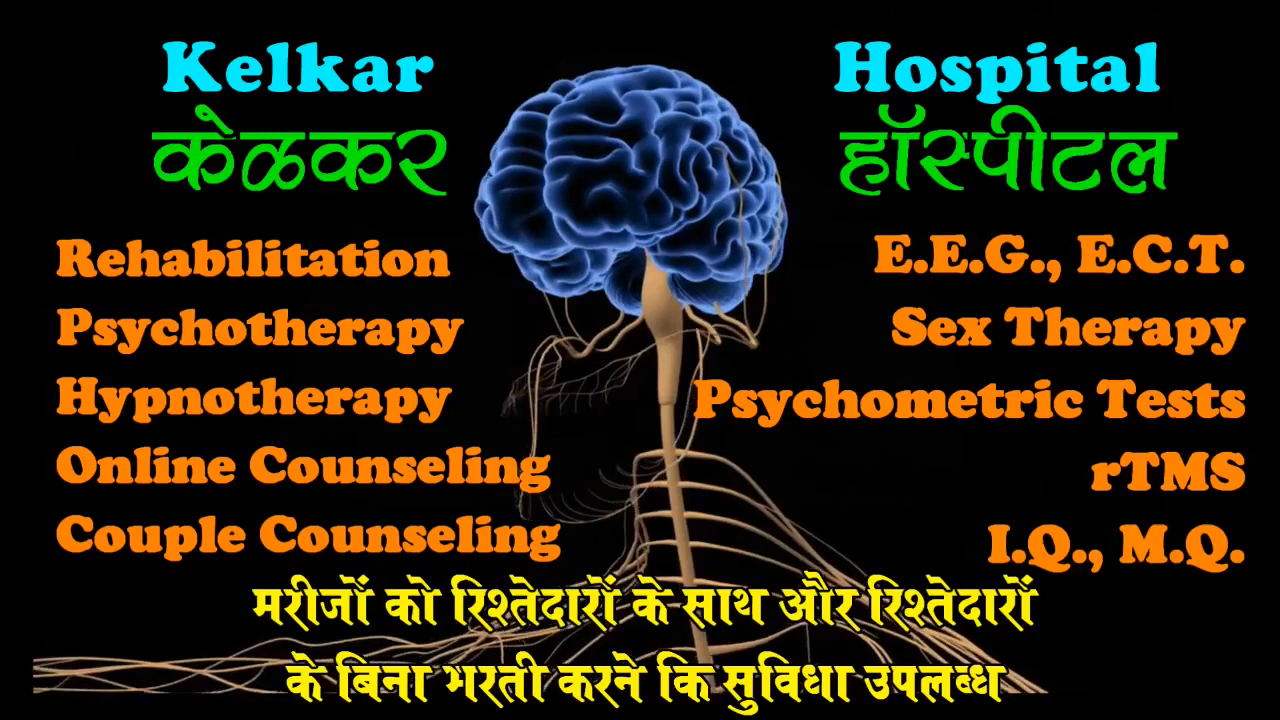 Kelkar Hospital
केळकर हॉस्पीटल
Rehabilitation
Psychotherapy
Hypnotherapy
Online Counseling
Couple Counseling
E.E.G., E.C.T.
Sex Therapy
Psychometric Tests
rTMS
I.Q., M.Q.
मरीजों को रिश्तेदारों के साथ और रिश्तेदारों
के बिना भरती करने कि सुविधा उपलब्ध